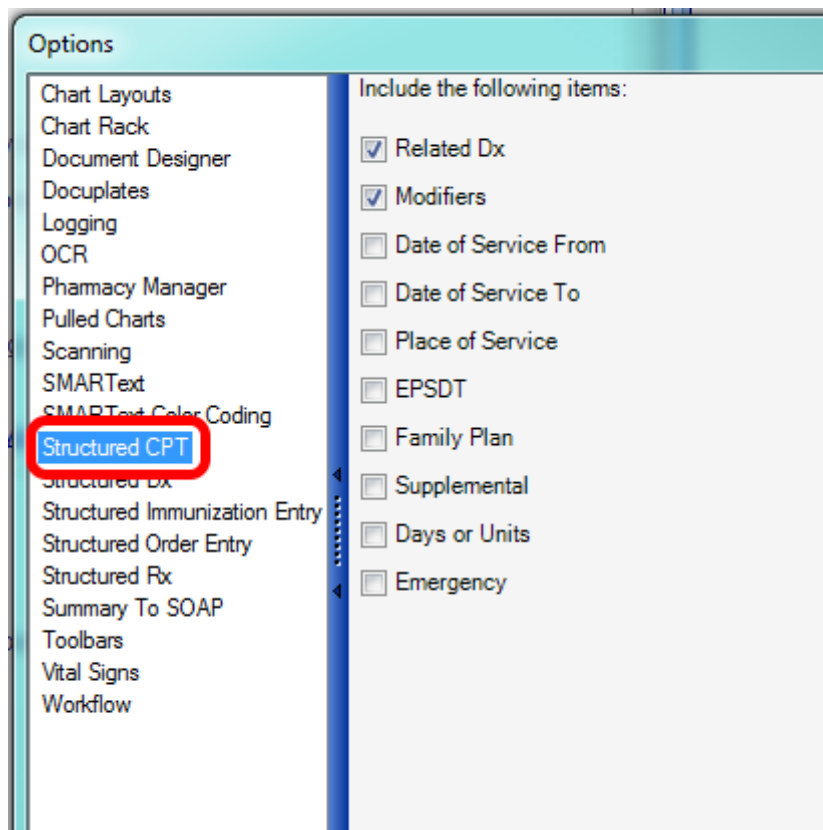 Options
Chart Layouts
Chart Rack
Document Designer
Docuplates
Logging
OCR
Pharmacy Manager
Pulled Charts
Scanning
SMARText
SMARText Color Coding
Structured CPT
Structured Dx
Structured Immunization Entry
Structured Order Entry
Structured Rx
Summary To SOAP
Toolbars
Vital Signs
Workflow
Include the following items:
Related Dx
Modifiers
Date of Service From
Date of Service To
Place of Service
EPSDT
Family Plan
Supplemental
Days or Units
Emergency